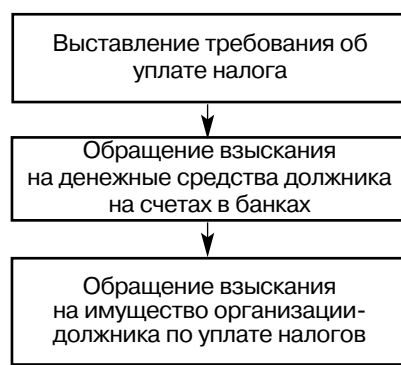 Выставление требования об
уплате налога
Обращение взыскания
на денежные средства должника
на счетах в банках
Обращение взыскания
на имущество организации-
должника по уплате налогов